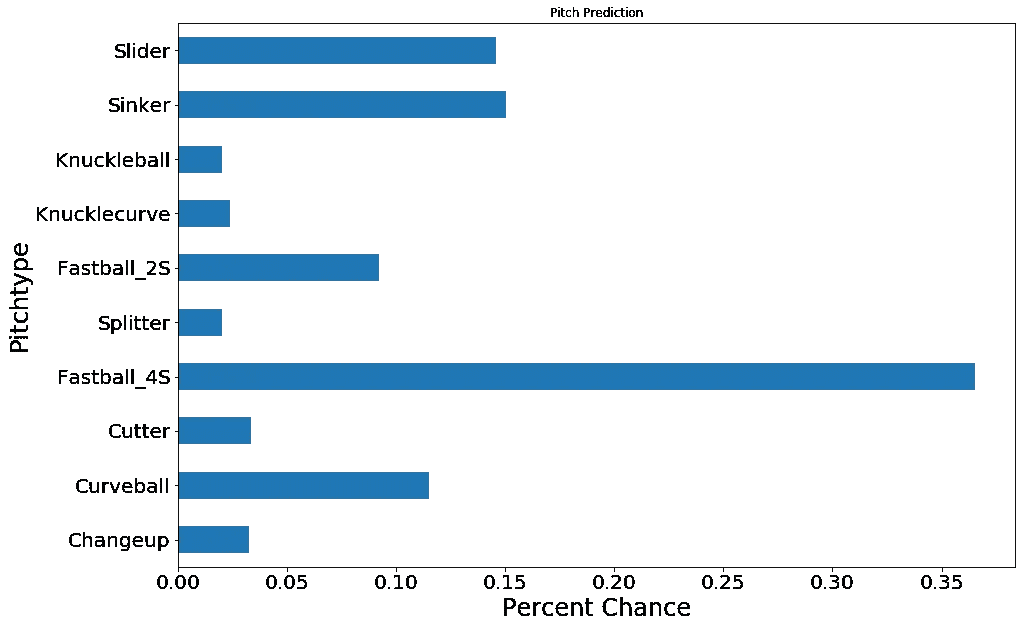 Pitch Prediction
Slider
Sinker
Knuckleball
Knucklecurve
Fastball_2S
Splitter
Fastball_4S
Cutter
Curveball
Changeup
Pitchtype
0.00 0.05 0.10 0.15 0.20 0.25 0.30 0.35
Percent Chance